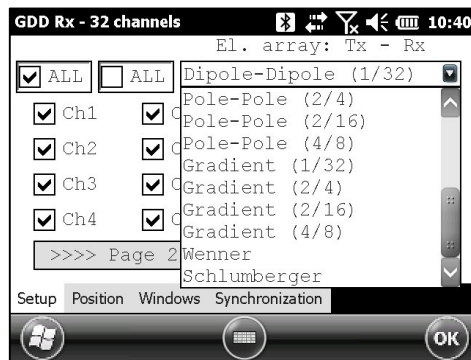 GDD Rx - 32 channels 10:40
El. array: Tx - Rx
ALL ALL Dipole-Dipole (1/32)
Pole-Pole (2/4)
Ch1 Pole-Pole (2/16)
Pole-Pole (4/8)
Ch2 Gradient (1/32)
Gradient (2/4)
Ch3 Gradient (2/16)
Ch4 Gradient (4/8)
>>>> Page 2 Wenner
Schlumberger
Setup Position Windows Synchronization
OK